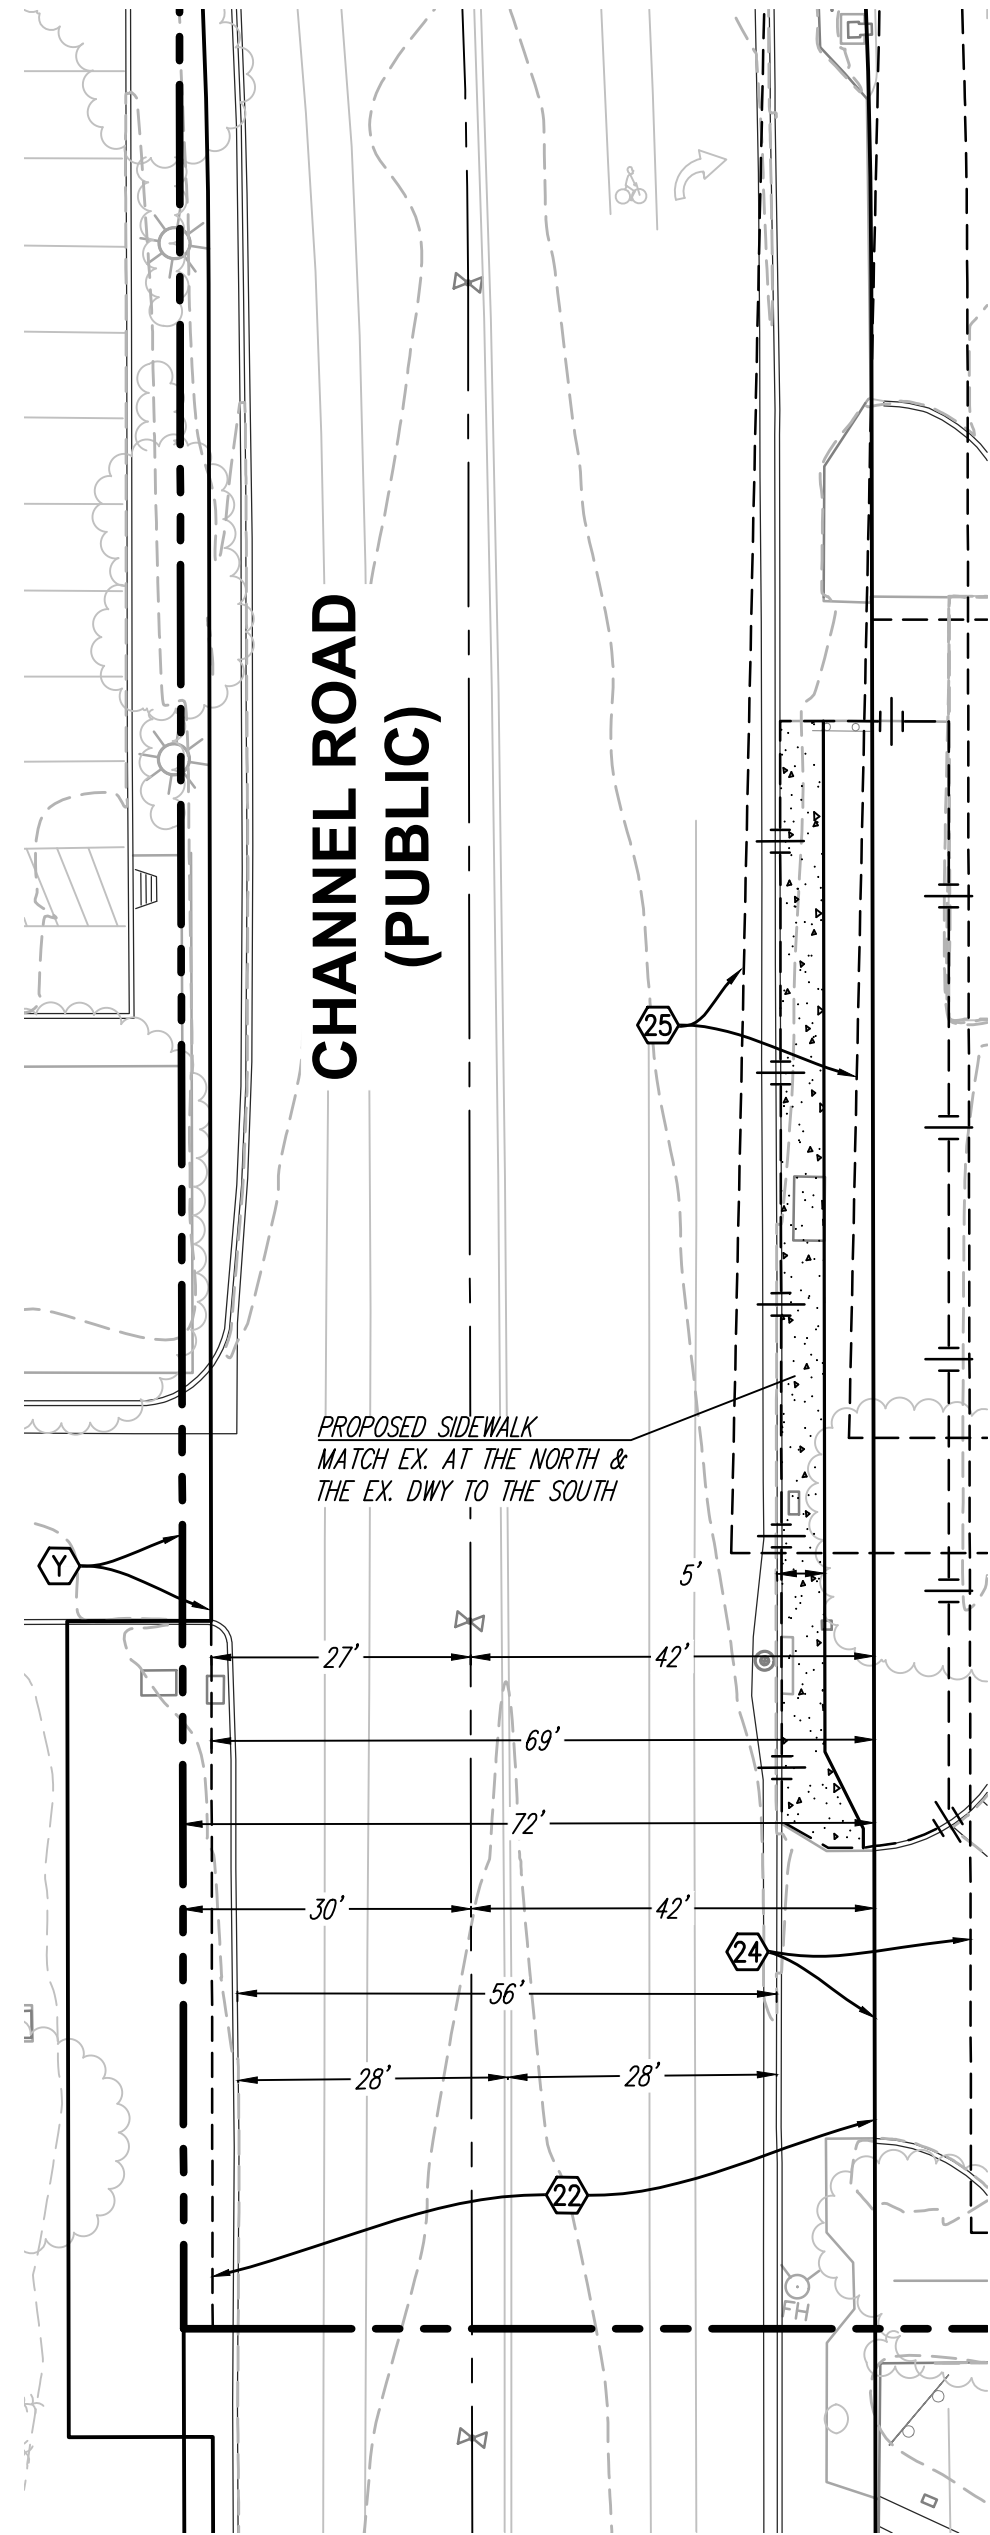 CHANNEL ROAD
(PUBLIC)
25
PROPOSED SIDEWALK
MATCH EX. AT THE NORTH &
THE EX. DWY TO THE SOUTH
Y
5'
27'
42'
69'
72'
30'
42'
24
56'
28'
28'
22
FH